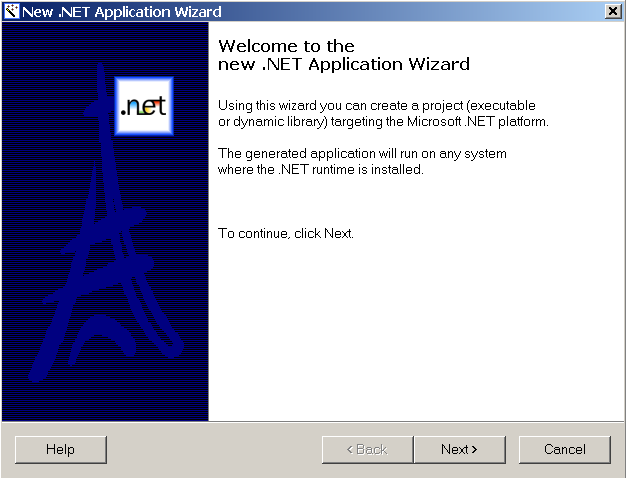 New .NET Application Wizard
Welcome to the
new .NET Application Wizard
.net
Using this wizard you can create a project (executable
or dynamic library) targeting the Microsoft .NET platform.
The generated application will run on any system
where the .NET runtime is installed.
To continue, click Next.
Help
< Back
Next >
Cancel